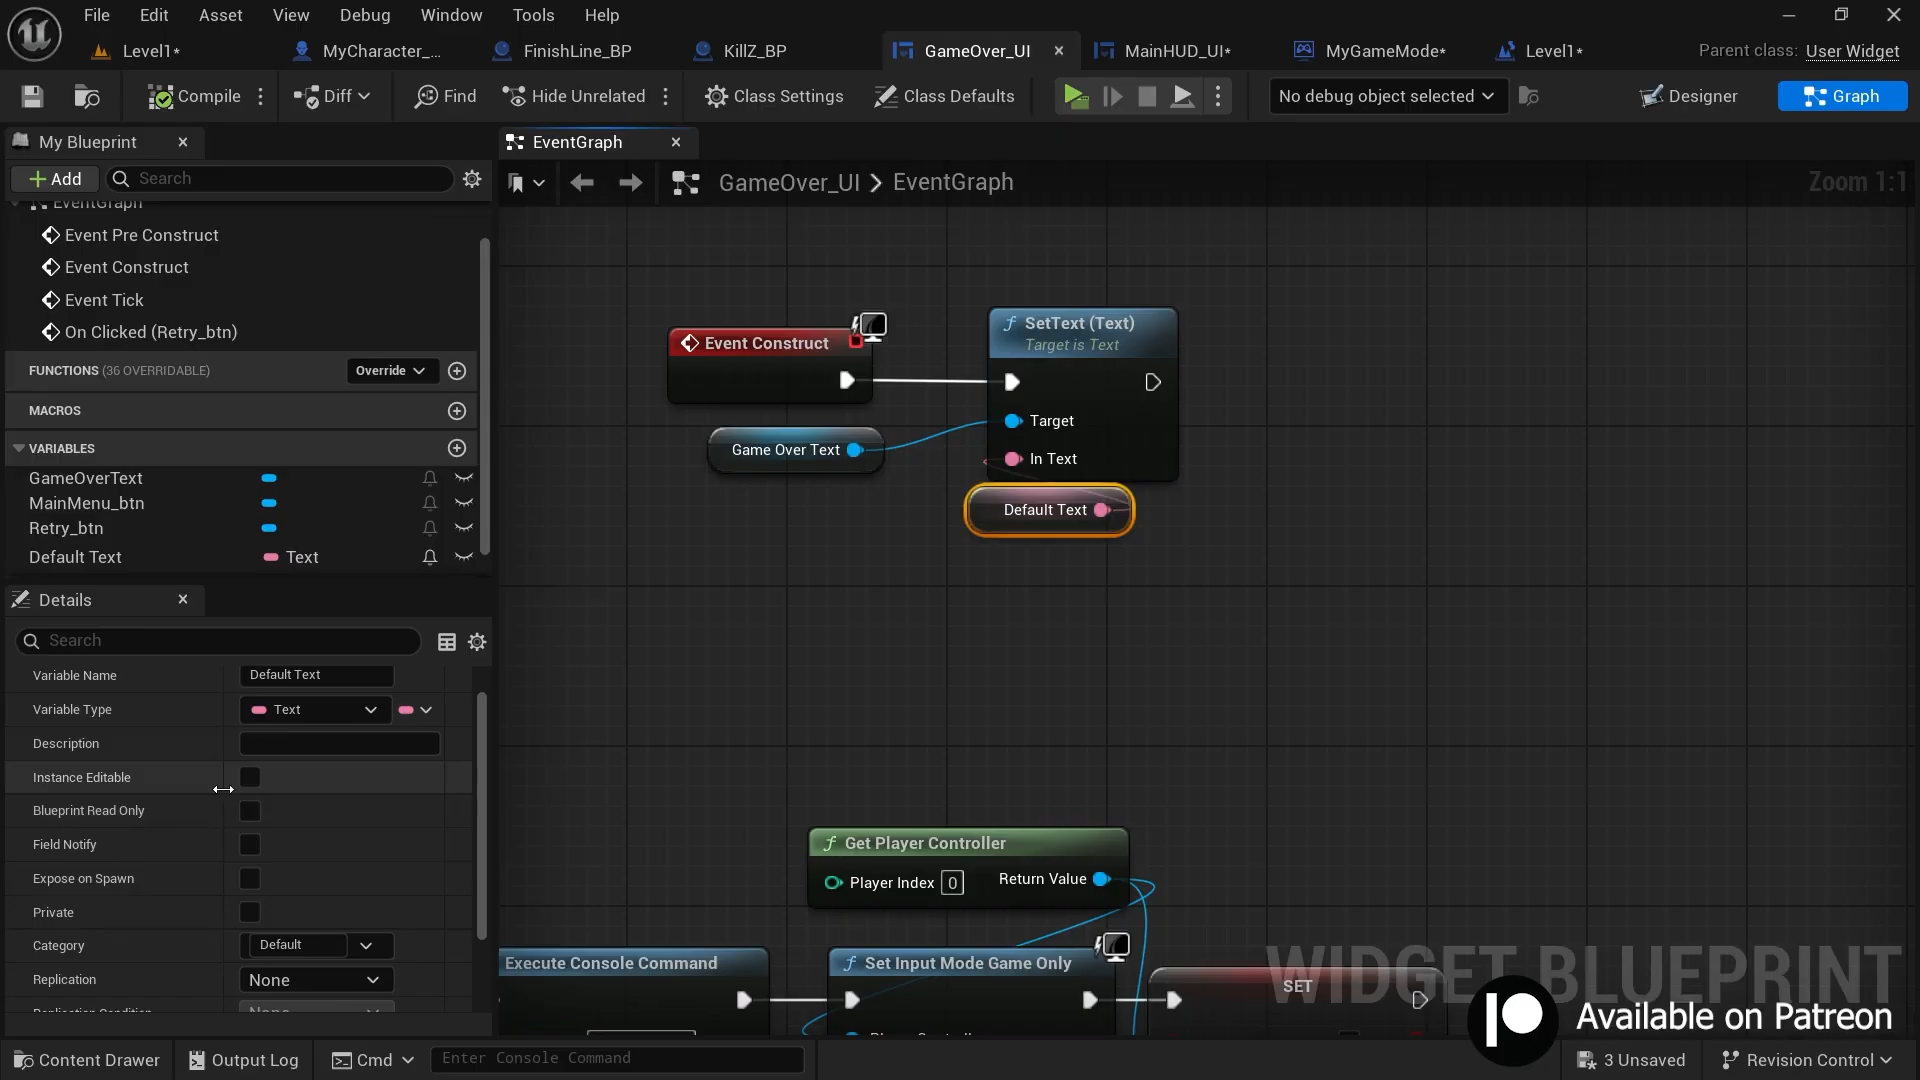 File Edit Asset View Debug Window Tools Help
Level1* MyCharacter_... FinishLine_BP KillZ_BP GameOver_UI MainHUD_UI* MyGameMode* Level1* Parent class: User Widget
Compile Diff Find Hide Unrelated Class Settings Class Defaults No debug object selected Designer Graph
My Blueprint
EventGraph
Add Search
GameOver_UI > EventGraph
Zoom 1:1
EventGraph
Event Pre Construct
Event Construct
Event Tick
On Clicked (Retry_btn)
FUNCTIONS (36 OVERRIDABLE) Override
MACROS
VARIABLES
GameOverText
MainMenu_btn
Retry_btn
Default Text Text
Event Construct
Game Over Text
SetText (Text)
Target is Text
Target
In Text
Default Text
Details
Search
Variable Name Default Text
Variable Type Text
Description
Instance Editable
Blueprint Read Only
Field Notify
Expose on Spawn
Private
Category Default
Replication None
Get Player Controller
Player Index 0 Return Value
Execute Console Command
Set Input Mode Game Only
SET
WIDGET BLUEPRINT
Available on Patreon
Content Drawer Output Log Cmd Enter Console Command 3 Unsaved Revision Control